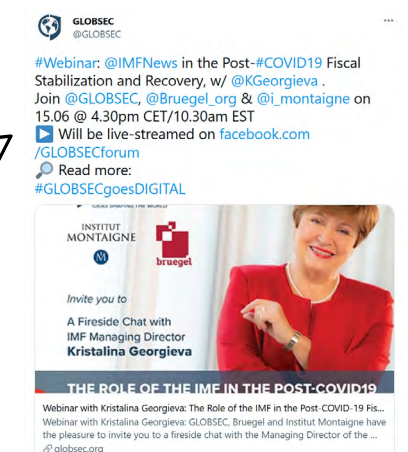 GLOBSEC
@GLOBSEC
#Webinar: @IMFNews in the Post-#COVID19 Fiscal
Stabilization and Recovery, w/ @KGeorgieva .
Join @GLOBSEC, @Bruegel_org & @i_montaigne on
15.06 @ 4.30pm CET/10.30am EST
Will be live-streamed on facebook.com
/GLOBSECforum
Read more:
#GLOBSECgoesDIGITAL
IDEAS SHAPING THE WORLD
INSTITUT
MONTAIGNE
M
bruegel
Invite you to
A Fireside Chat with
IMF Managing Director
Kristalina Georgieva
THE ROLE OF THE IMF IN THE POST-COVID19
Webinar with Kristalina Georgieva: The Role of the IMF in the Post-COVID-19 Fis...
Webinar with Kristalina Georgieva: GLOBSEC, Bruegel and Institut Montaigne have
the pleasure to invite you to a fireside chat with the Managing Director of the ...
globsec.org